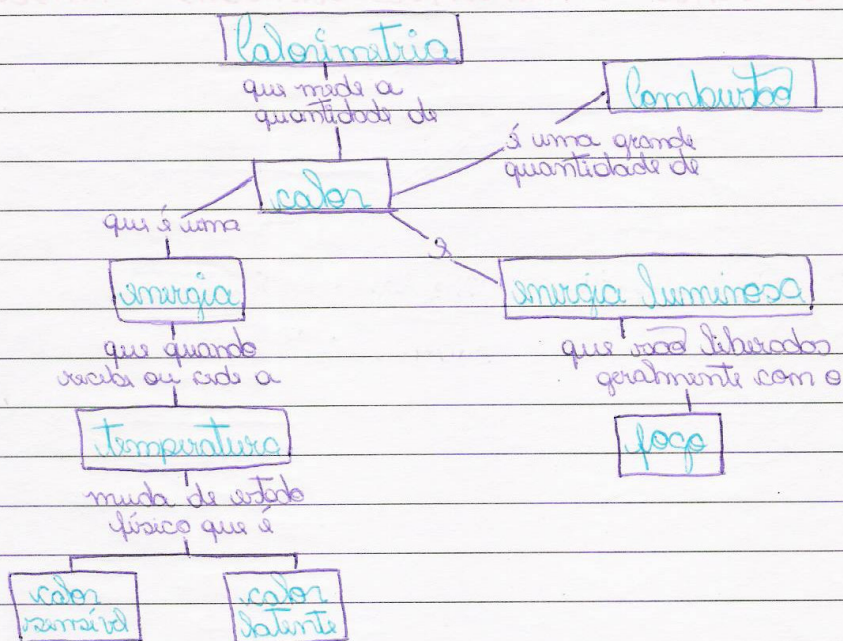 Calorimetria
que mede a
quantidade de
Combustão
é uma grande
quantidade de
calor
que é uma
e
energia
energia luminosa
que quando
recebe ou cede a
que são liberados
geralmente com o
temperatura
fogo
muda de estado
físico que é
calor
sensível
calor
latente